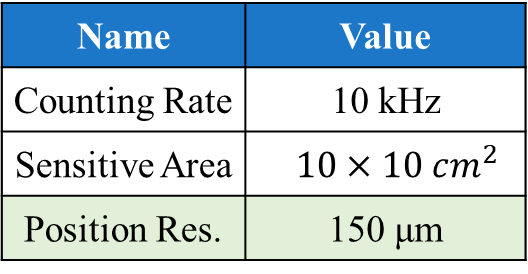 Name Value
Counting Rate 10 kHz
Sensitive Area 10 × 10 cm²
Position Res. 150 μm